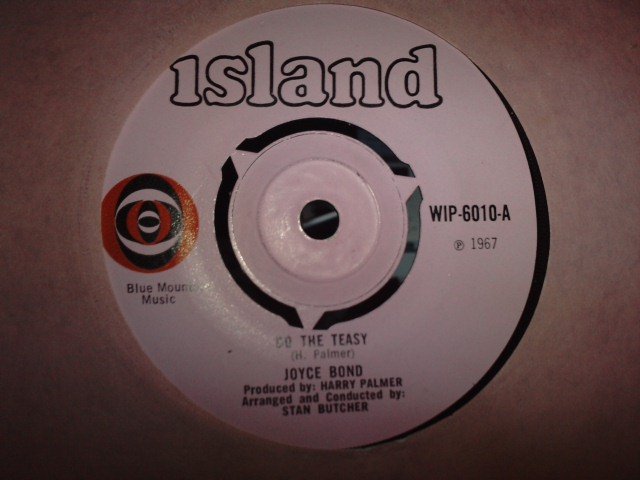 island
WIP-6010-A
℗ 1967
Blue Moun
Music
DO THE TEASY
(H. Palmer)
JOYCE BOND
Produced by: HARRY PALMER
Arranged and Conducted by:
STAN BUTCHER